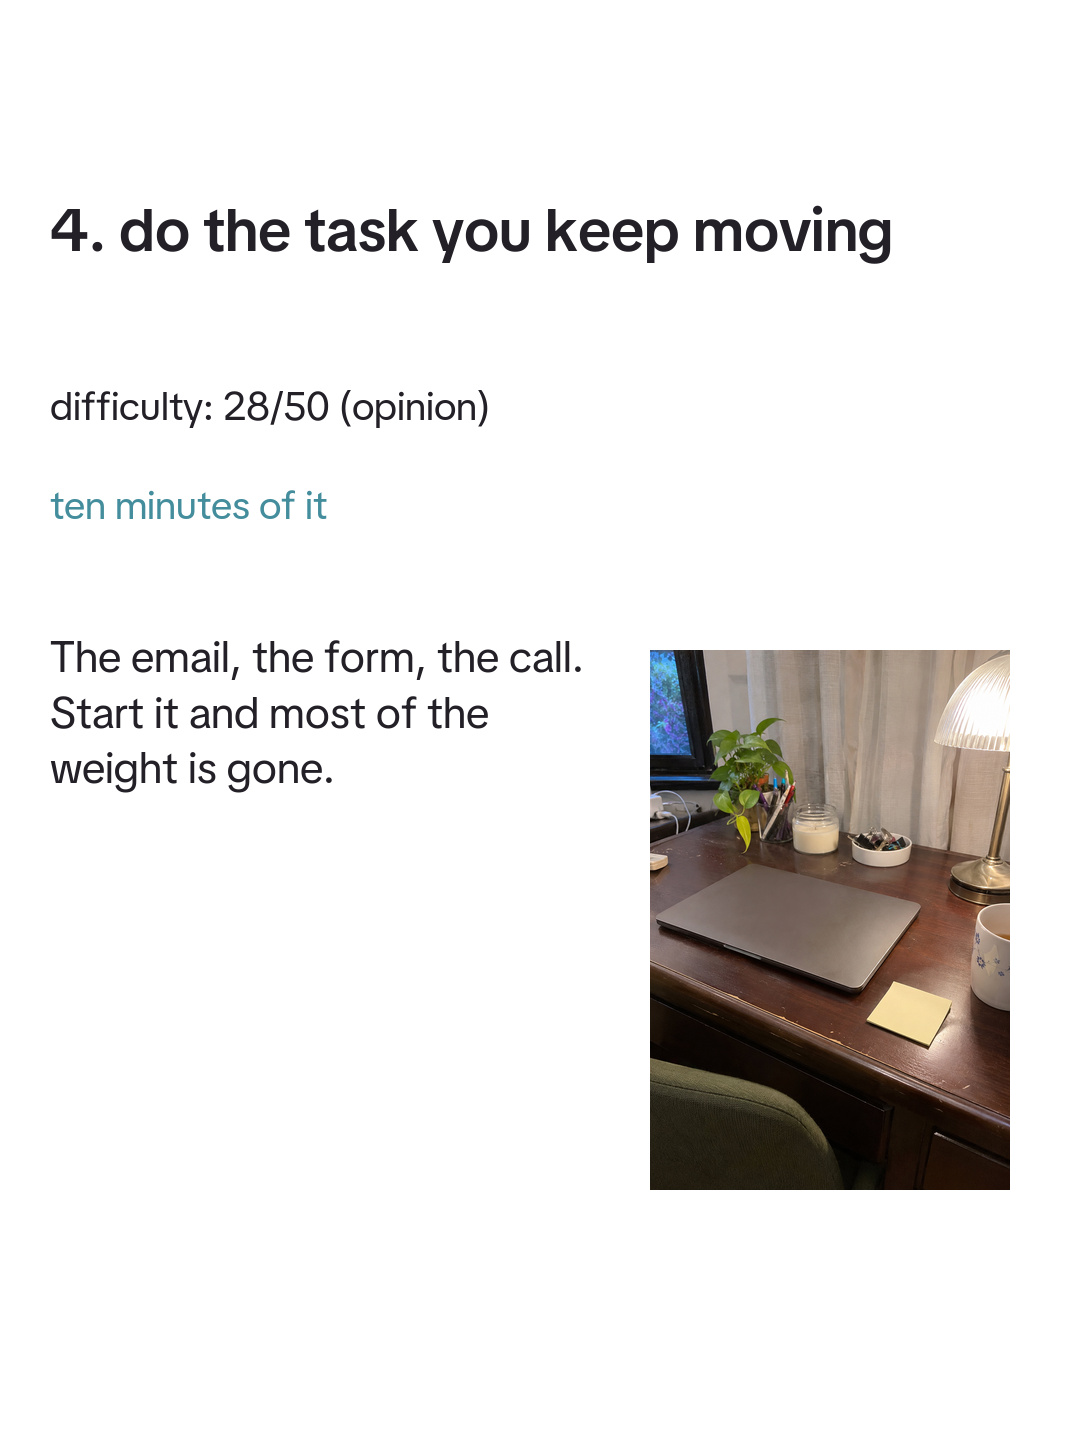 4. do the task you keep moving
difficulty: 28/50 (opinion)
ten minutes of it
The email, the form, the call.
Start it and most of the
weight is gone.